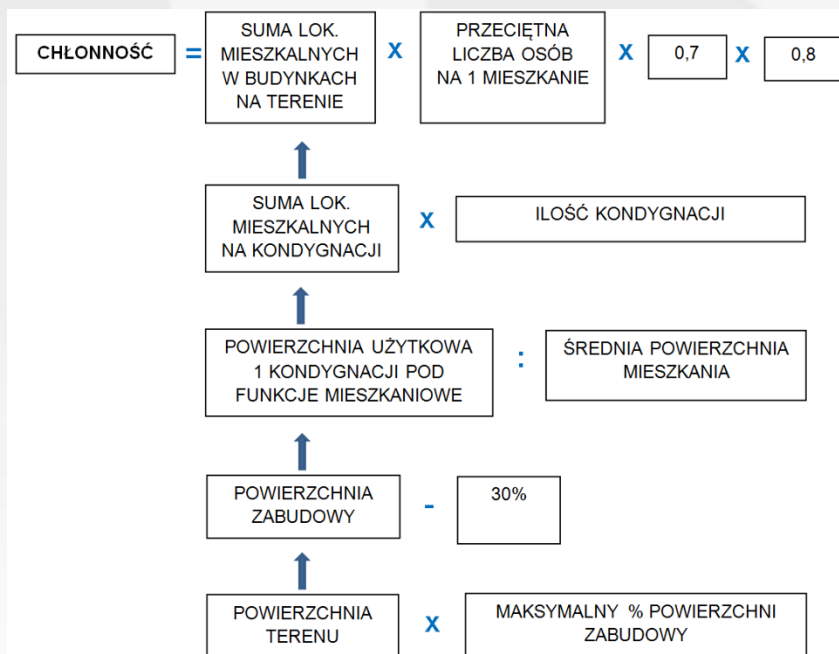 CHŁONNOŚĆ
=
SUMA LOK.
MIESZKALNYCH
W BUDYNKACH
NA TERENIE
X
PRZECIĘTNA
LICZBA OSÓB
NA 1 MIESZKANIE
X
0,7
X
0,8
SUMA LOK.
MIESZKALNYCH
NA KONDYGNACJI
X
ILOŚĆ KONDYGNACJI
POWIERZCHNIA UŻYTKOWA
1 KONDYGNACJI POD
FUNKCJE MIESZKANIOWE
:
ŚREDNIA POWIERZCHNIA
MIESZKANIA
POWIERZCHNIA
ZABUDOWY
-
30%
POWIERZCHNIA
TERENU
X
MAKSYMALNY % POWIERZCHNI
ZABUDOWY